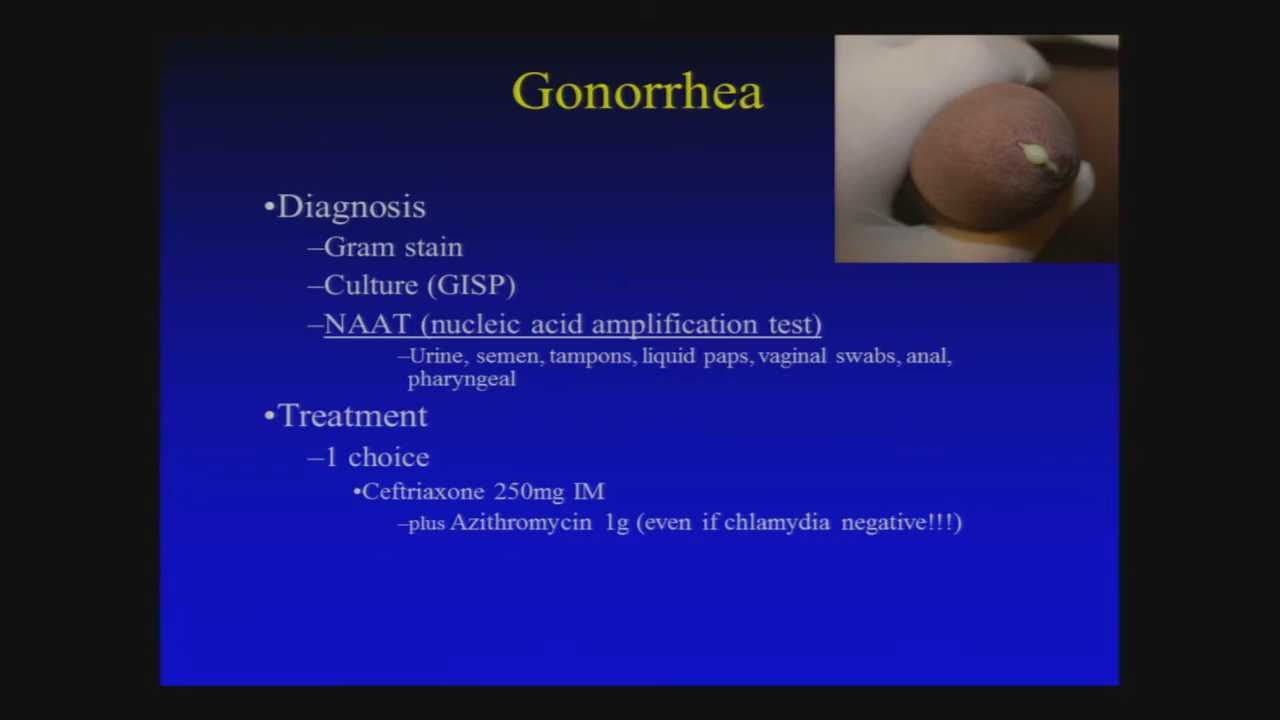 Gonorrhea
•Diagnosis
–Gram stain
–Culture (GISP)
–NAAT (nucleic acid amplification test)
–Urine, semen, tampons, liquid paps, vaginal swabs, anal,
pharyngeal
•Treatment
–1 choice
•Ceftriaxone 250mg IM
–plus Azithromycin 1g (even if chlamydia negative!!!)